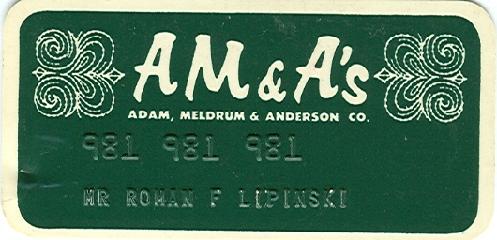 AM&A's
ADAM, MELDRUM & ANDERSON CO.
981 981 981
MR ROMAN F LIPINSKI